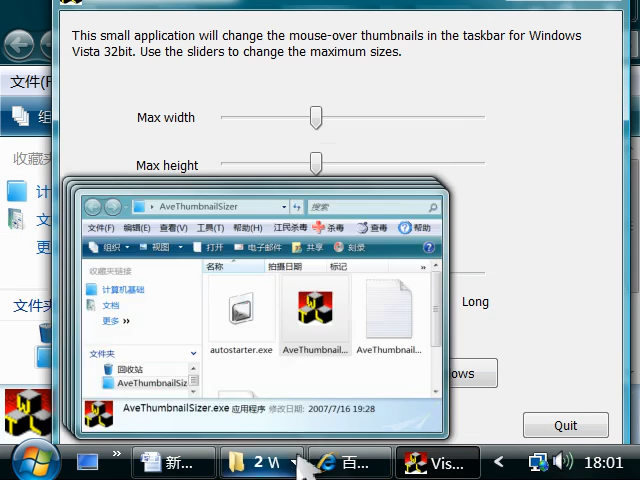 This small application will change the mouse-over thumbnails in the taskbar for Windows
Vista 32bit. Use the sliders to change the maximum sizes.
文件(F
组
Max width
收藏夹
计
Max height
文
更
AveThumbnailSizer
搜索
文件(F) 编辑(E) 查看(V) 工具(T) 帮助(H) 江民杀毒 杀毒 查毒 帮助
组织 视图 打开 电子邮件 共享 刻录
收藏夹链接
名称 拍摄日期 标记 »
计算机基础
文档
更多 »
autostarter.exe AveThumbnail... AveThumbnail...
Long
文件夹
文件夹
回收站
AveThumbnailSiz
ows
AveThumbnailSizer.exe 应用程序 修改日期: 2007/7/16 19:28
Quit
» 新... 2 W 百... Vis... 18:01